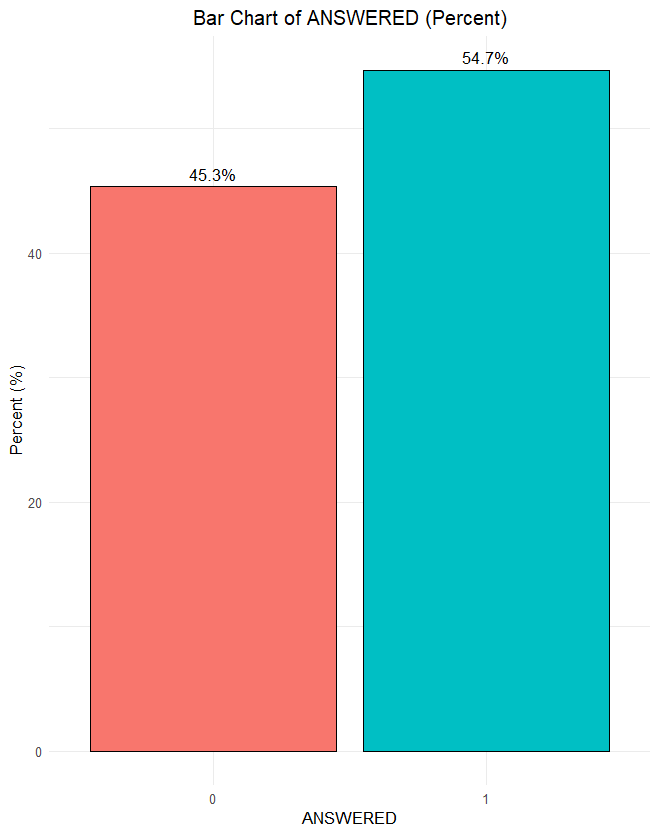 Bar Chart of ANSWERED (Percent)
54.7%
45.3%
40
20
0
Percent (%)
0 1
ANSWERED